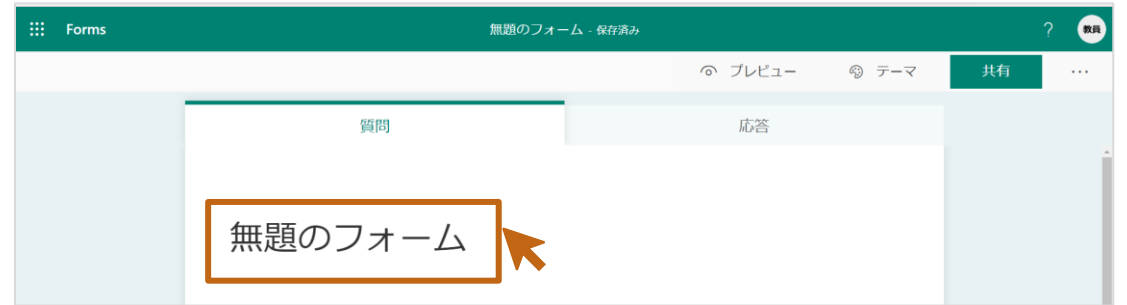 Forms 無題のフォーム - 保存済み ? 教員
プレビュー テーマ 共有 ...
質問 応答
無題のフォーム